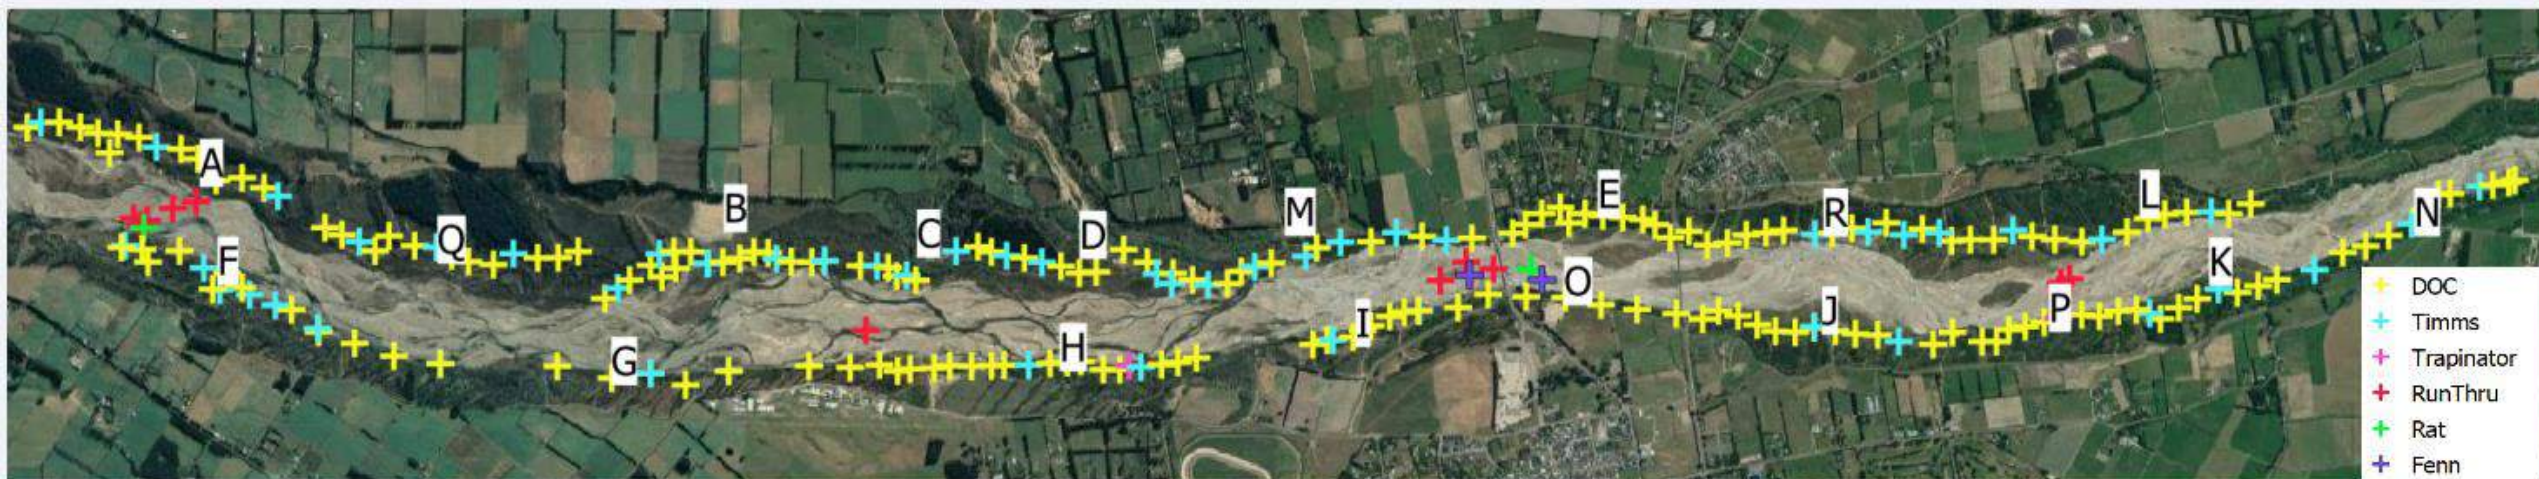 A
Q
B
C
D
M
E
R
L
N
F
G
H
I
O
J
P
K
DOC
Timms
Trapinator
RunThru
Rat
Fenn